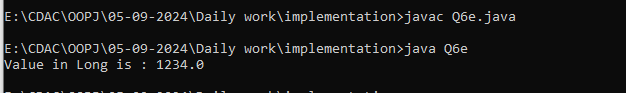 E:\CDAC\OOPJ\05-09-2024\Daily work\implementation>javac Q6e.java
E:\CDAC\OOPJ\05-09-2024\Daily work\implementation>java Q6e
Value in Long is : 1234.0